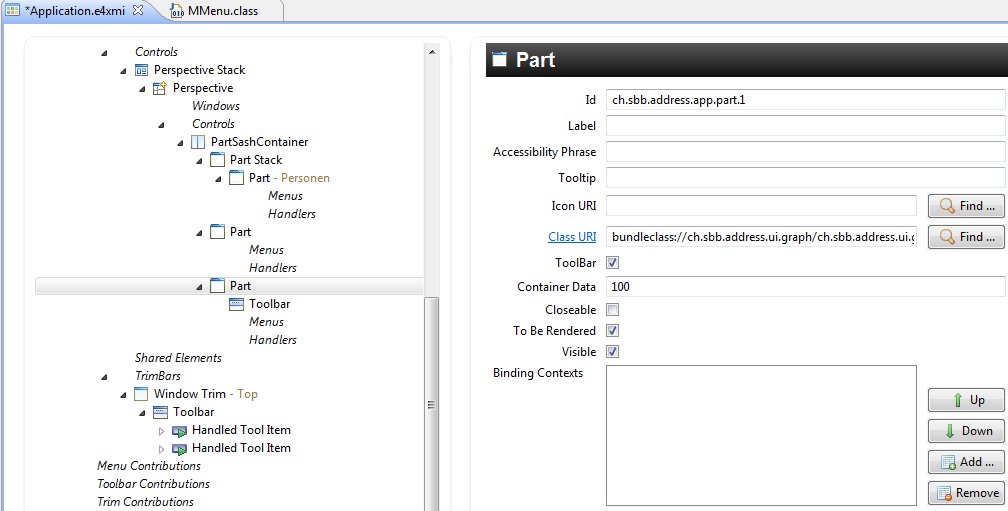 *Application.e4xmi
MMenu.class
Controls
Perspective Stack
Perspective
Windows
Controls
PartSashContainer
Part Stack
Part - Personen
Menus
Handlers
Part
Menus
Handlers
Part
Toolbar
Menus
Handlers
Shared Elements
TrimBars
Window Trim - Top
Toolbar
Handled Tool Item
Handled Tool Item
Menu Contributions
Toolbar Contributions
Trim Contributions
Part
Id ch.sbb.address.app.part.1
Label
Accessibility Phrase
Tooltip
Icon URI Find ...
Class URI bundleclass://ch.sbb.address.ui.graph/ch.sbb.address.ui.g Find ...
ToolBar
Container Data 100
Closeable
To Be Rendered
Visible
Binding Contexts
Up
Down
Add ...
Remove